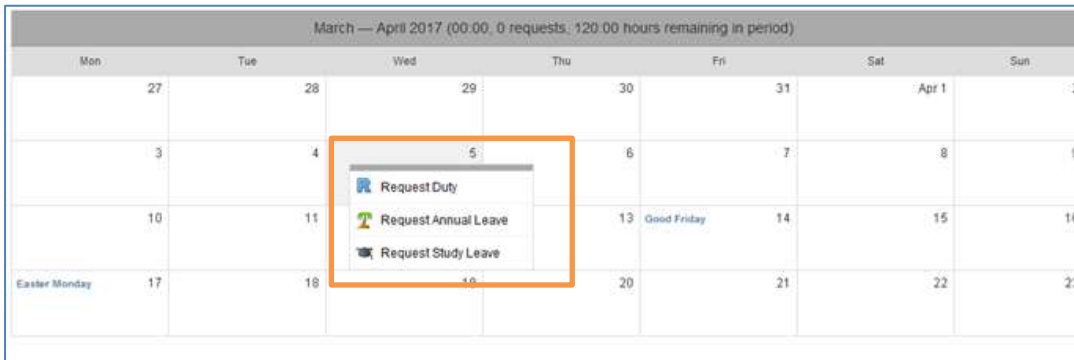 March — April 2017 (00:00, 0 requests, 120:00 hours remaining in period)
Mon Tue Wed Thu Fri Sat Sun
27 28 29 30 31 Apr 1
3 4 5 6 7 8
Request Duty
10 11 Request Annual Leave 13 Good Friday 14 15
Request Study Leave
Easter Monday 17 18 19 20 21 22